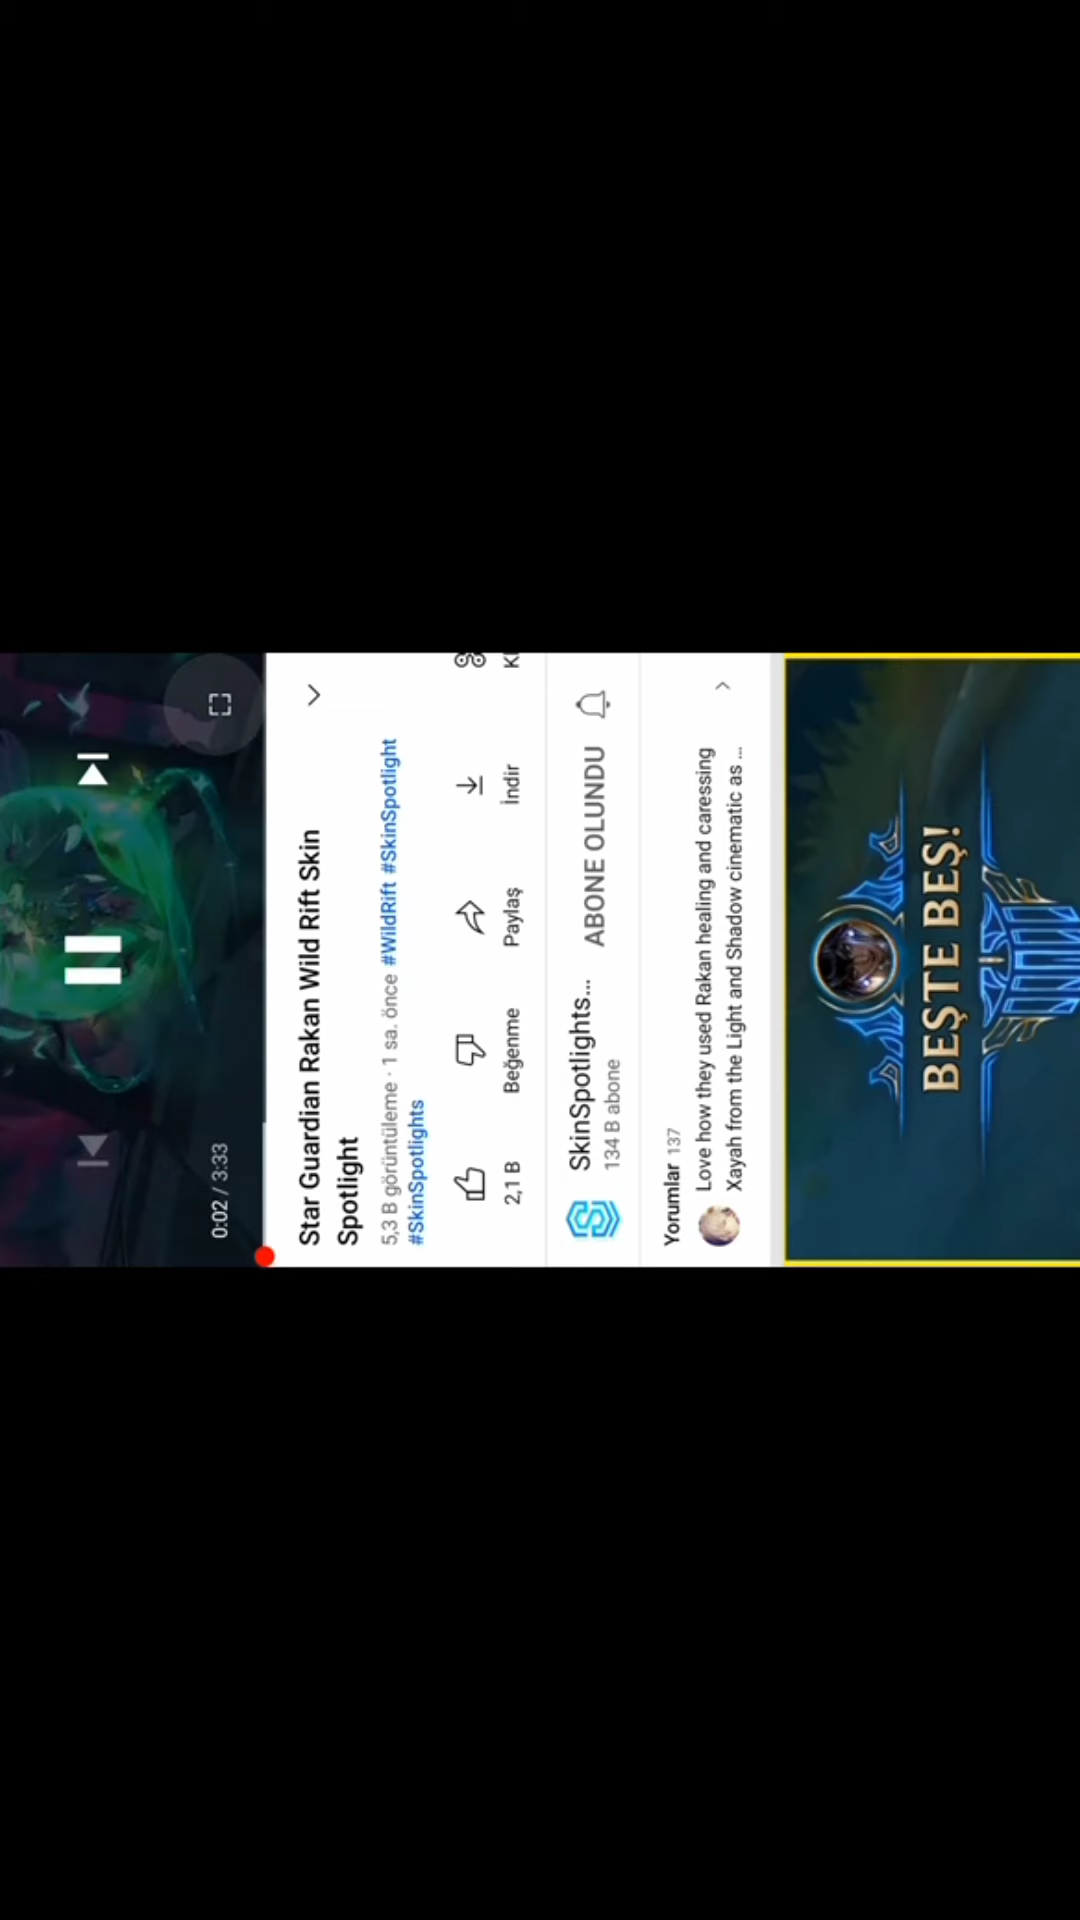 0:02 / 3:33
Star Guardian Rakan Wild Rift Skin
Spotlight
5,3 B görüntüleme · 1 sa. önce #WildRift #SkinSpotlight
#SkinSpotlights
2,1 B
Beğenme
Paylaş
İndir
Kl
SkinSpotlights...
134 B abone
ABONE OLUNDU
Yorumlar 137
Love how they used Rakan healing and caressing
Xayah from the Light and Shadow cinematic as ...
BEŞTE BEŞ!